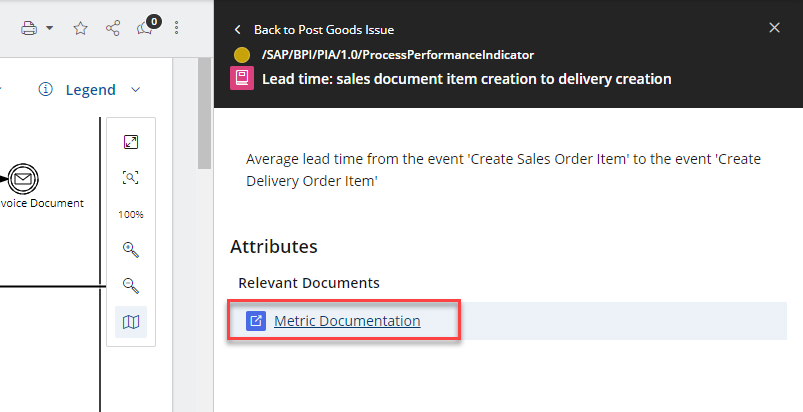 0
Legend
voice Document
100%
Back to Post Goods Issue
/SAP/BPI/PIA/1.0/ProcessPerformanceIndicator
Lead time: sales document item creation to delivery creation
Average lead time from the event 'Create Sales Order Item' to the event 'Create
Delivery Order Item'
Attributes
Relevant Documents
Metric Documentation